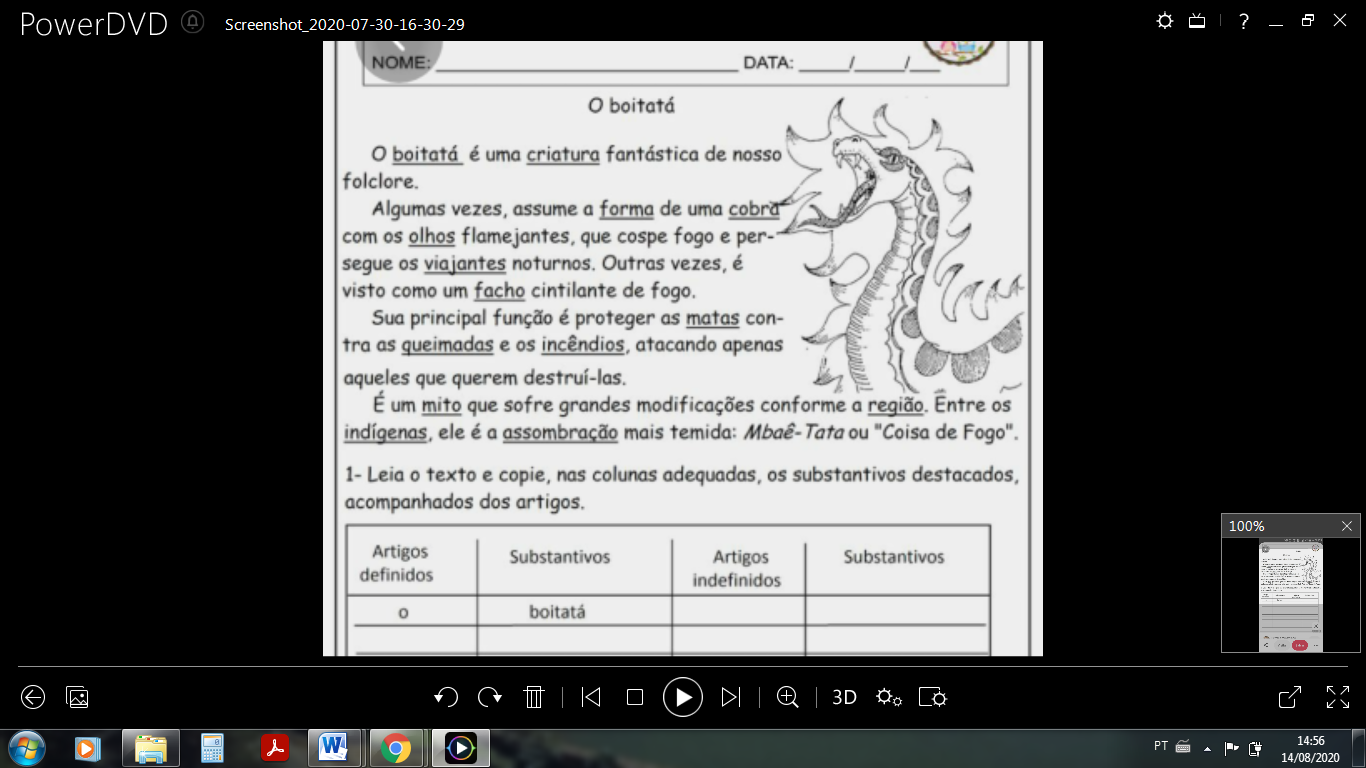 PowerDVD
Screenshot_2020-07-30-16-30-29
?
NOME: DATA: / /
O boitatá
O boitatá é uma criatura fantástica de nosso
folclore.
Algumas vezes, assume a forma de uma cobra
com os olhos flamejantes, que cospe fogo e per-
segue os viajantes noturnos. Outras vezes, é
visto como um facho cintilante de fogo.
Sua principal função é proteger as matas con-
tra as queimadas e os incêndios, atacando apenas
aqueles que querem destruí-las.
É um mito que sofre grandes modificações conforme a região. Entre os
indígenas, ele é a assombração mais temida: Mbaê-Tata ou "Coisa de Fogo".
1- Leia o texto e copie, nas colunas adequadas, os substantivos destacados,
acompanhados dos artigos.
Artigos definidos Substantivos Artigos indefinidos Substantivos
o boitatá
100%
3D
PT
14:56
14/08/2020